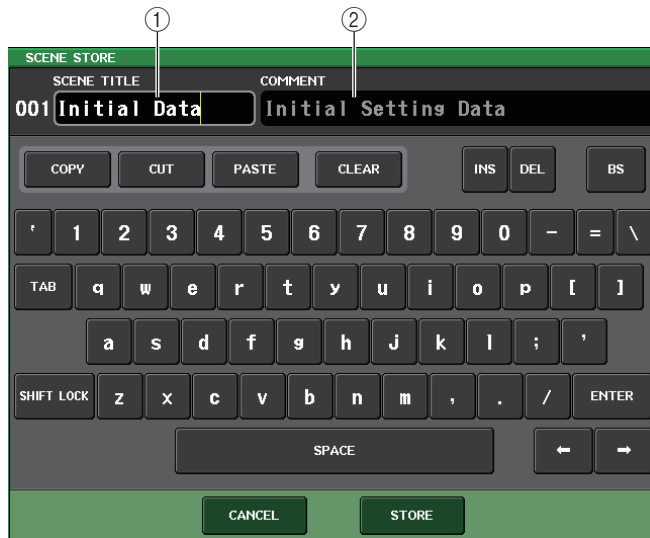 ① ②
SCENE STORE
SCENE TITLE COMMENT
001 Initial Data Initial Setting Data
COPY CUT PASTE CLEAR INS DEL BS
' 1 2 3 4 5 6 7 8 9 0 - = \
TAB q w e r t y u i o p [ ]
a s d f g h j k l ; '
SHIFT LOCK z x c v b n m , . / ENTER
SPACE ← →
CANCEL STORE